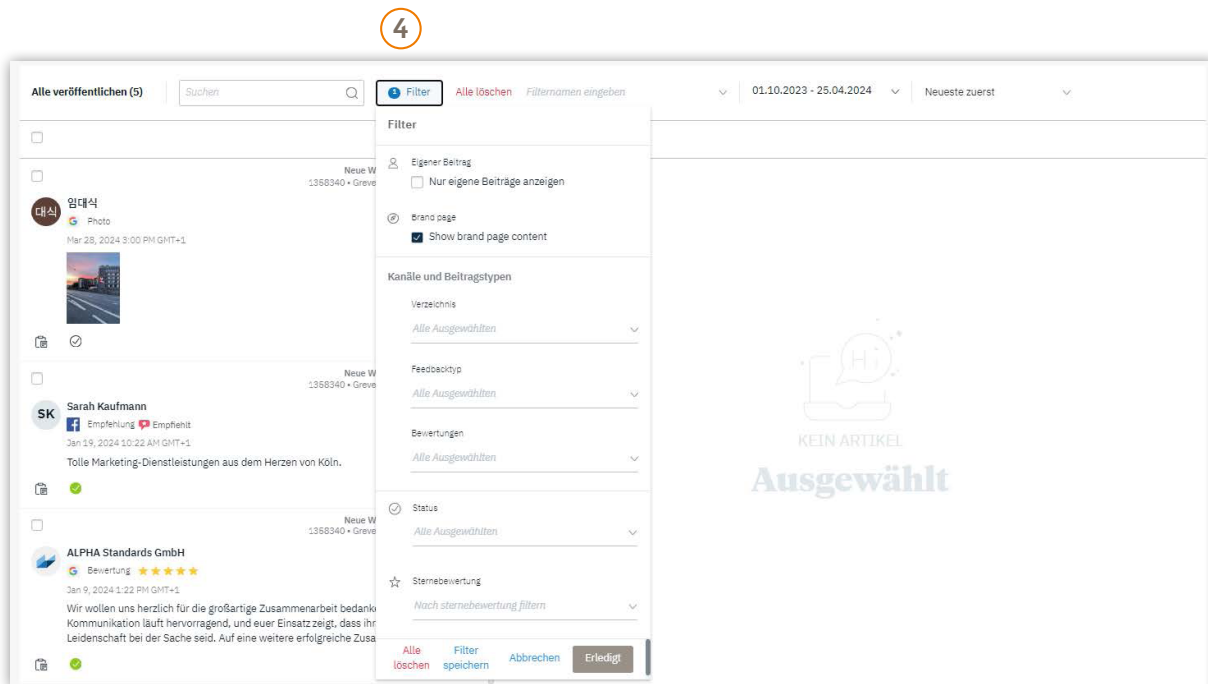 4
Alle veröffentlichen (5)
Suchen
1 Filter
Alle löschen
Filternamen eingeben
01.10.2023 - 25.04.2024
Neueste zuerst
Neue W
1358340 • Greve
대식
임대식
Photo
Mar 28, 2024 3:00 PM GMT+1
Neue W
1358340 • Greve
SK
Sarah Kaufmann
Empfehlung Empfiehlt
Jan 19, 2024 10:22 AM GMT+1
Tolle Marketing-Dienstleistungen aus dem Herzen von Köln.
Neue W
1358340 • Greve
ALPHA Standards GmbH
Bewertung
Jan 9, 2024 1:22 PM GMT+1
Wir wollen uns herzlich für die großartige Zusammenarbeit bedank
Kommunikation läuft hervorragend, und euer Einsatz zeigt, dass ihr
Leidenschaft bei der Sache seid. Auf eine weitere erfolgreiche Zusa
Filter
Eigener Beitrag
Nur eigene Beiträge anzeigen
Brand page
Show brand page content
Kanäle und Beitragstypen
Verzeichnis
Alle Ausgewählten
Feedbacktyp
Alle Ausgewählten
Bewertungen
Alle Ausgewählten
Status
Alle Ausgewählten
Sternebewertung
Nach sternebewertung filtern
Alle löschen
Filter speichern
Abbrechen
Erledigt
Hi
KEIN ARTIKEL
Ausgewählt